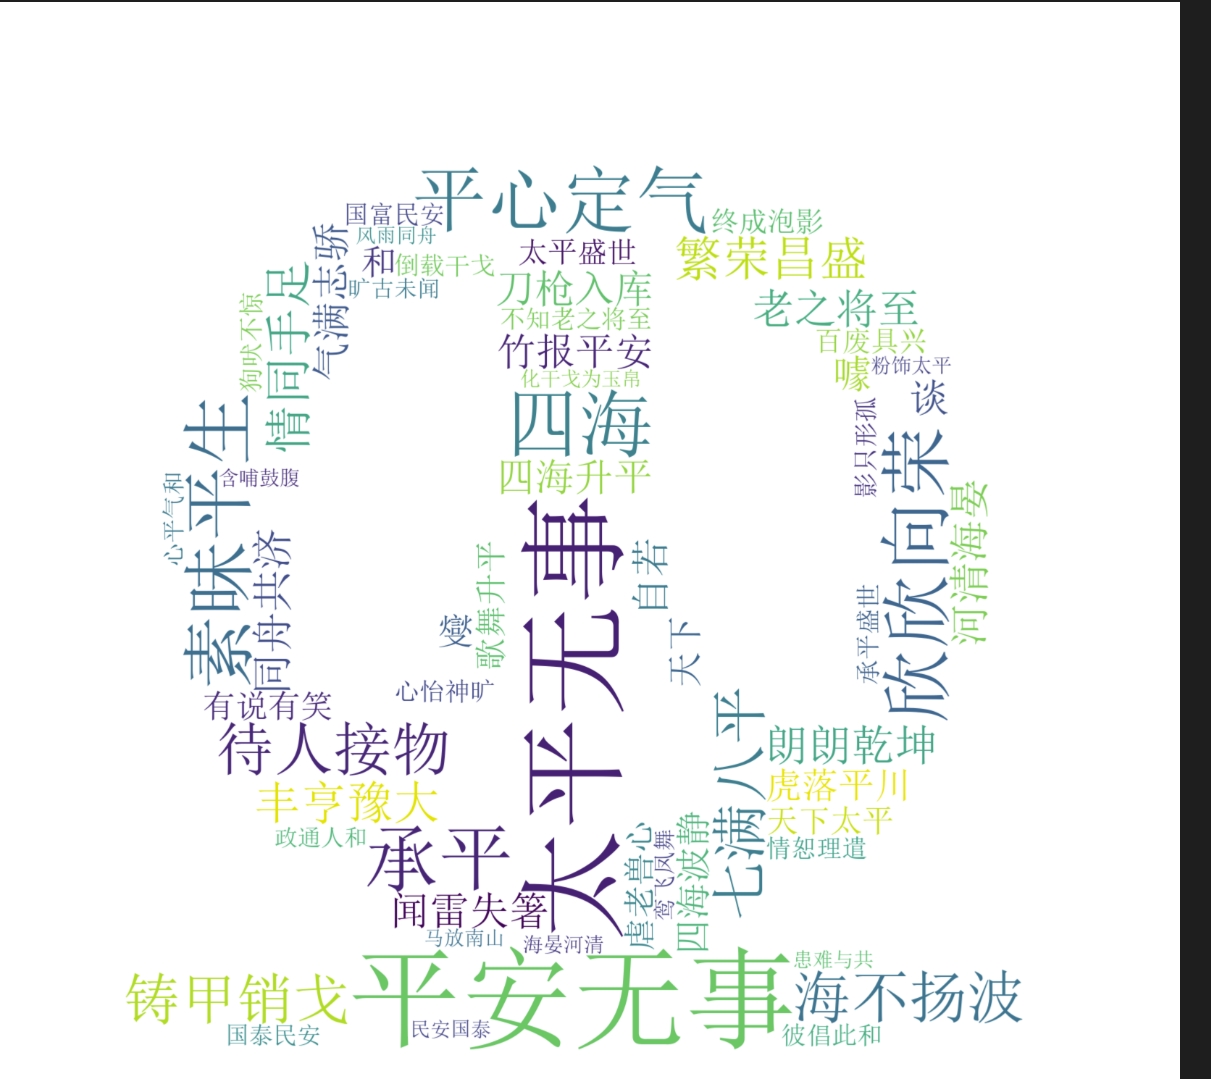 平心定气
国富民安
终成泡影
风雨同舟
太平盛世
繁荣昌盛
气满志骄
和
倒载干戈
旷古未闻
刀枪入库
情同手足
狗吠不惊
老之将至
不知老之将至
百废具兴
竹报平安
噱
粉饰太平
化干戈为玉帛
谈
四海
影只形孤
素昧平生
欣欣向荣
四海升平
含哺鼓腹
心平气和
河清海晏
太平无事
同舟共济
歌舞升平
自若
燮
天下
承平盛世
心怡神旷
有说有笑
七满八平
待人接物
朗朗乾坤
虎落平川
丰亨豫大
天下太平
政通人和
承平
虐老兽心
鸾飞凤舞
四海波静
情恕理遣
闻雷失箸
马放南山
海晏河清
平安无事
患难与共
铸甲销戈
海不扬波
国泰民安
民安国泰
彼倡此和